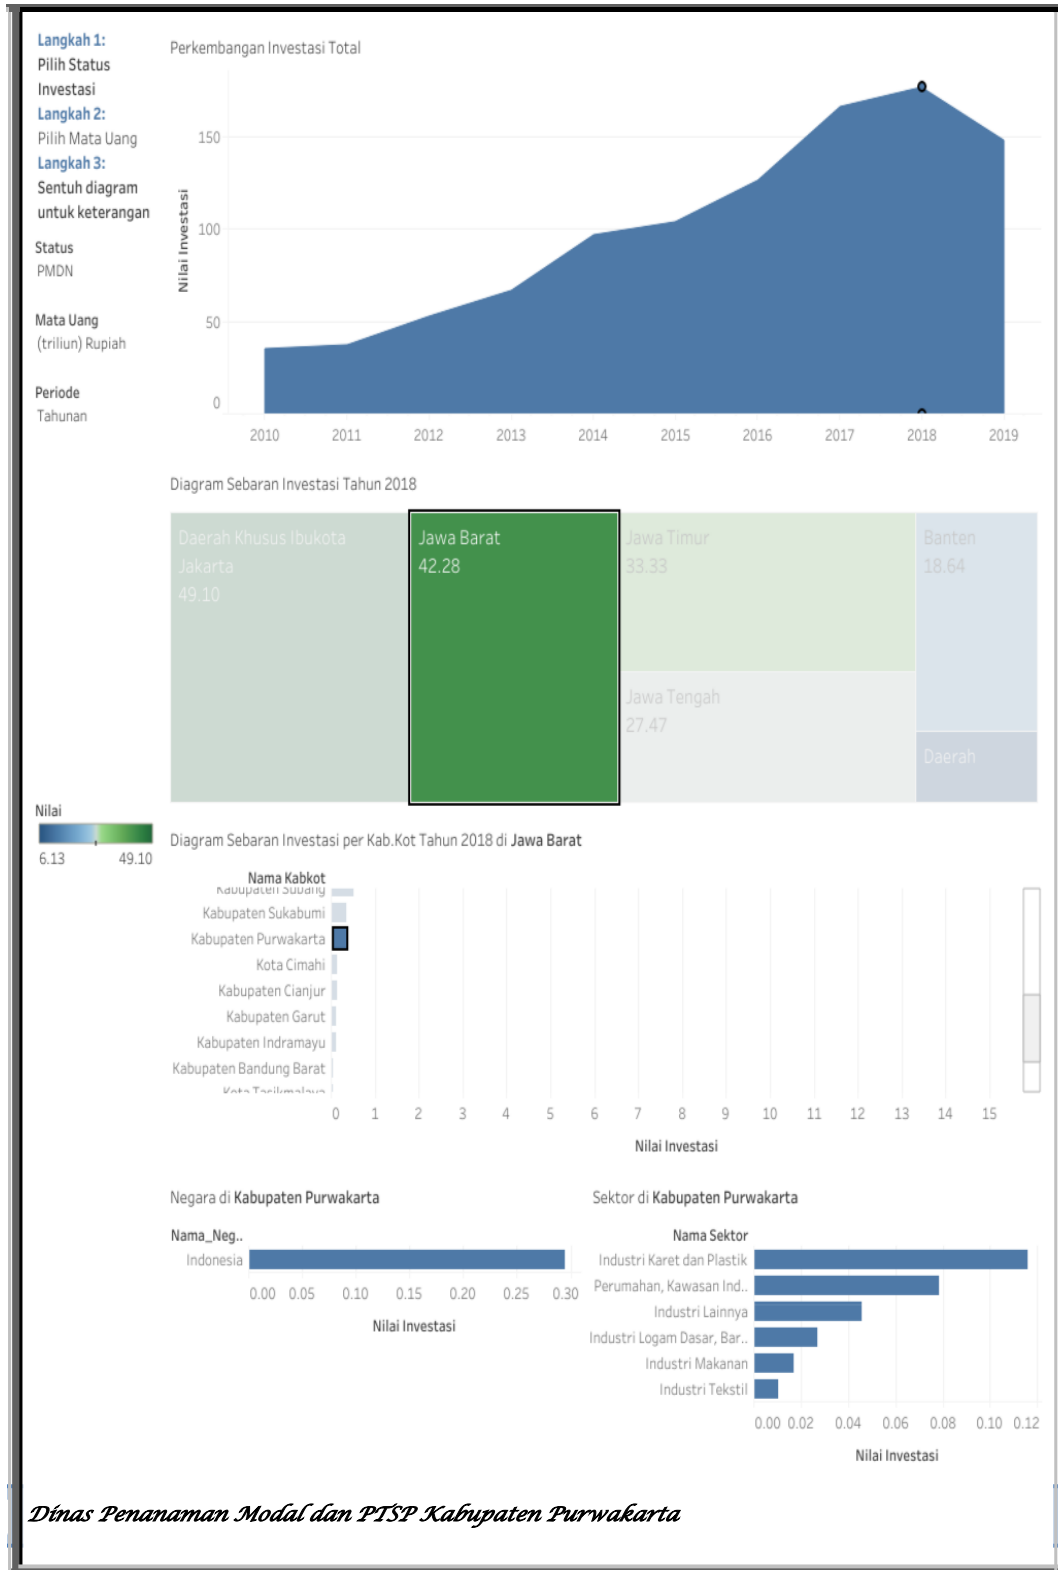 Langkah 1:
Pilih Status
Investasi
Langkah 2:
Pilih Mata Uang
Langkah 3:
Sentuh diagram
untuk keterangan
Status
PMDN
Mata Uang
(triliun) Rupiah
Periode
Tahunan
Perkembangan Investasi Total
Nilai Investasi
150
100
50
0
2010 2011 2012 2013 2014 2015 2016 2017 2018 2019
Diagram Sebaran Investasi Tahun 2018
Daerah Khusus Ibukota
Jakarta
49.10
Jawa Barat
42.28
Jawa Timur
33.33
Jawa Tengah
27.47
Banten
18.64
Daerah
Nilai
6.13 49.10
Diagram Sebaran Investasi per Kab.Kot Tahun 2018 di Jawa Barat
Nama Kabkot
Kabupaten Subang
Kabupaten Sukabumi
Kabupaten Purwakarta
Kota Cimahi
Kabupaten Cianjur
Kabupaten Garut
Kabupaten Indramayu
Kabupaten Bandung Barat
Kota Tasikmalaya
0 1 2 3 4 5 6 7 8 9 10 11 12 13 14 15
Nilai Investasi
Negara di Kabupaten Purwakarta
Nama_Neg..
Indonesia
0.00 0.05 0.10 0.15 0.20 0.25 0.30
Nilai Investasi
Sektor di Kabupaten Purwakarta
Nama Sektor
Industri Karet dan Plastik
Perumahan, Kawasan Ind..
Industri Lainnya
Industri Logam Dasar, Bar..
Industri Makanan
Industri Tekstil
0.00 0.02 0.04 0.06 0.08 0.10 0.12
Nilai Investasi
Dinas Penanaman Modal dan PTSP Kabupaten Purwakarta